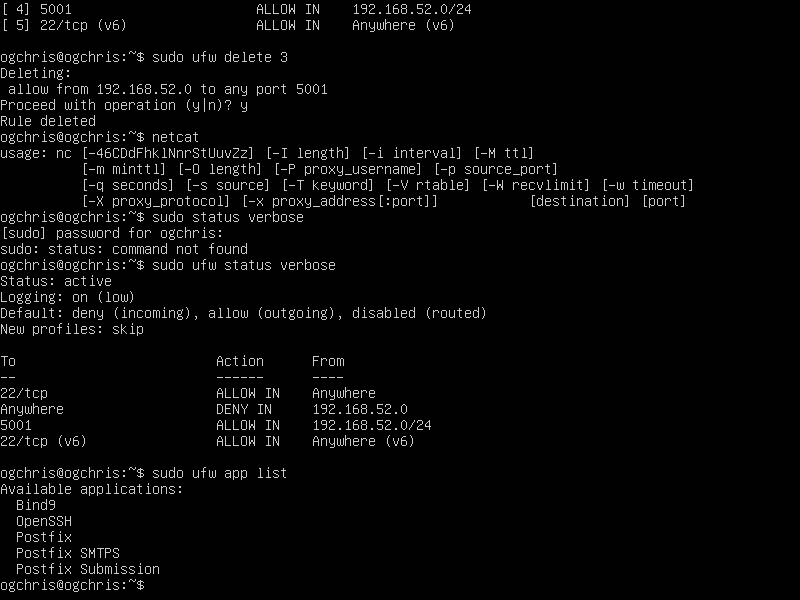 [ 4] 5001                       ALLOW IN    192.168.52.0/24
[ 5] 22/tcp (v6)                ALLOW IN    Anywhere (v6)

ogchris@ogchris:~$ sudo ufw delete 3
Deleting:
 allow from 192.168.52.0 to any port 5001
Proceed with operation (y|n)? y
Rule deleted
ogchris@ogchris:~$ netcat
usage: nc [-46CDdFhklNnrStUuvZz] [-I length] [-i interval] [-M ttl]
          [-m minttl] [-O length] [-P proxy_username] [-p source_port]
          [-q seconds] [-s source] [-T keyword] [-V rtable] [-W recvlimit] [-w timeout]
          [-X proxy_protocol] [-x proxy_address[:port]]           [destination] [port]
ogchris@ogchris:~$ sudo status verbose
[sudo] password for ogchris:
sudo: status: command not found
ogchris@ogchris:~$ sudo ufw status verbose
Status: active
Logging: on (low)
Default: deny (incoming), allow (outgoing), disabled (routed)
New profiles: skip

To                         Action      From
--                         ------      ----
22/tcp                     ALLOW IN    Anywhere
Anywhere                   DENY IN     192.168.52.0
5001                       ALLOW IN    192.168.52.0/24
22/tcp (v6)                ALLOW IN    Anywhere (v6)

ogchris@ogchris:~$ sudo ufw app list
Available applications:
  Bind9
  OpenSSH
  Postfix
  Postfix SMTPS
  Postfix Submission
ogchris@ogchris:~$